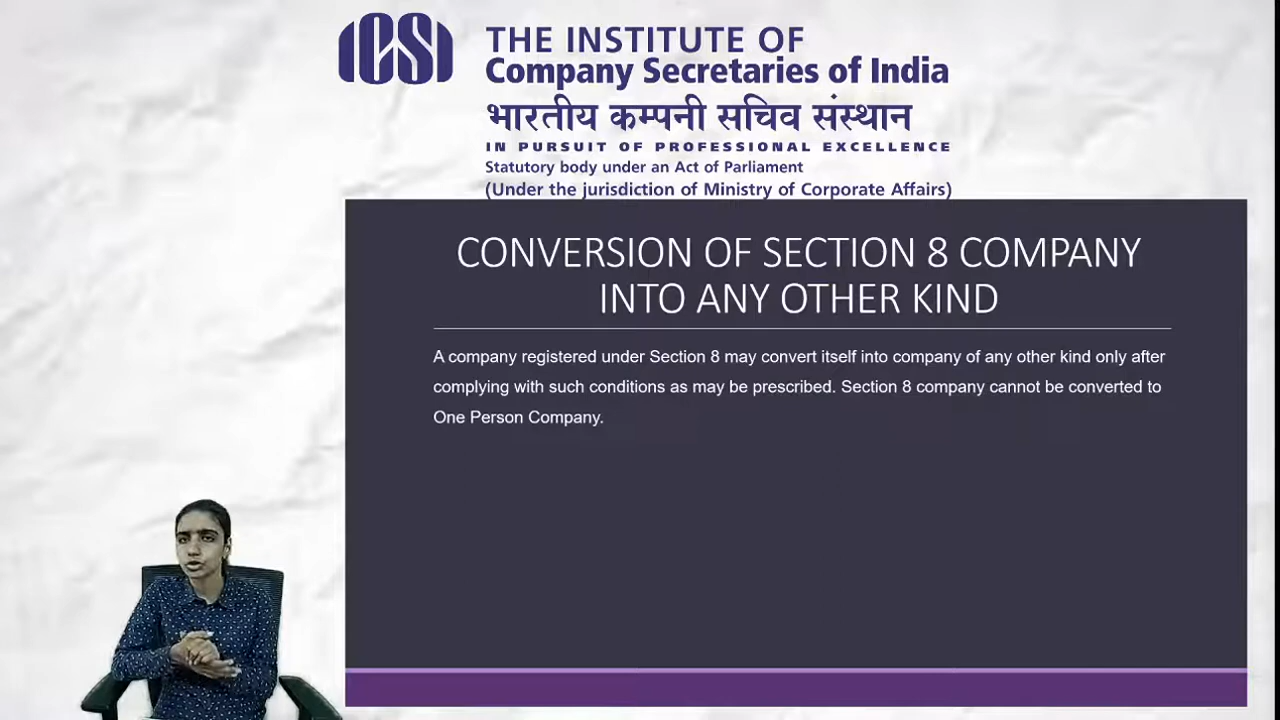 ICSI
THE INSTITUTE OF
Company Secretaries of India
भारतीय कम्पनी सचिव संस्थान
IN PURSUIT OF PROFESSIONAL EXCELLENCE
Statutory body under an Act of Parliament
(Under the jurisdiction of Ministry of Corporate Affairs)
CONVERSION OF SECTION 8 COMPANY
INTO ANY OTHER KIND
A company registered under Section 8 may convert itself into company of any other kind only after
complying with such conditions as may be prescribed. Section 8 company cannot be converted to
One Person Company.